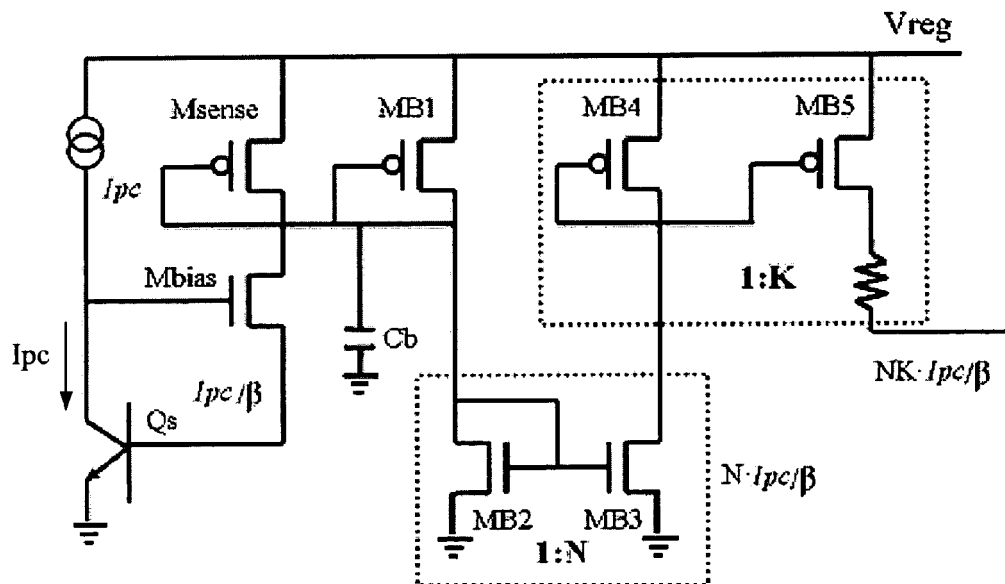 Vreg
Msense
MB1
MB4
MB5
Ipc
Mbias
1:K
Cb
Ipc
Ipc/β
NK·Ipc/β
Qs
N·Ipc/β
MB2
MB3
1:N